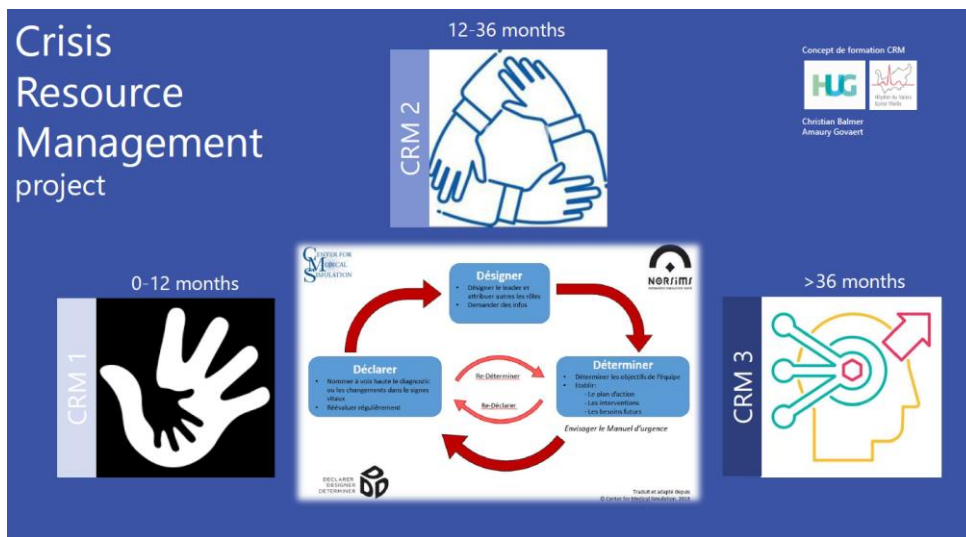 Crisis
Resource
Management
project
12-36 months
CRM 2
Concept de formation CRM
HUG
Hôpital du Valais
Christian Balmer
Amaury Govaert
0-12 months
CRM 1
CENTER FOR
MEDICAL
SIMULATION
NORSIMS
Désigner
• Désigner le leader et
attribuer autres les rôles
• Demander des infos
Déclarer
• Nommer à voix haute le diagnostic
ou les changements dans le signes
vitaux
• Réévaluer régulièrement
Re-Déterminer
Re-Déclarer
Déterminer
• Déterminer les objectifs de l'équipe
• Etablir:
- Le plan d'action
- Les interventions
- Les besoins futurs
Envisager le Manuel d'urgence
DECLARER
DESIGNER
DETERMINER
DDD
Traduit et adapté depuis
© Center for Medical Simulation, 2018
>36 months
CRM 3